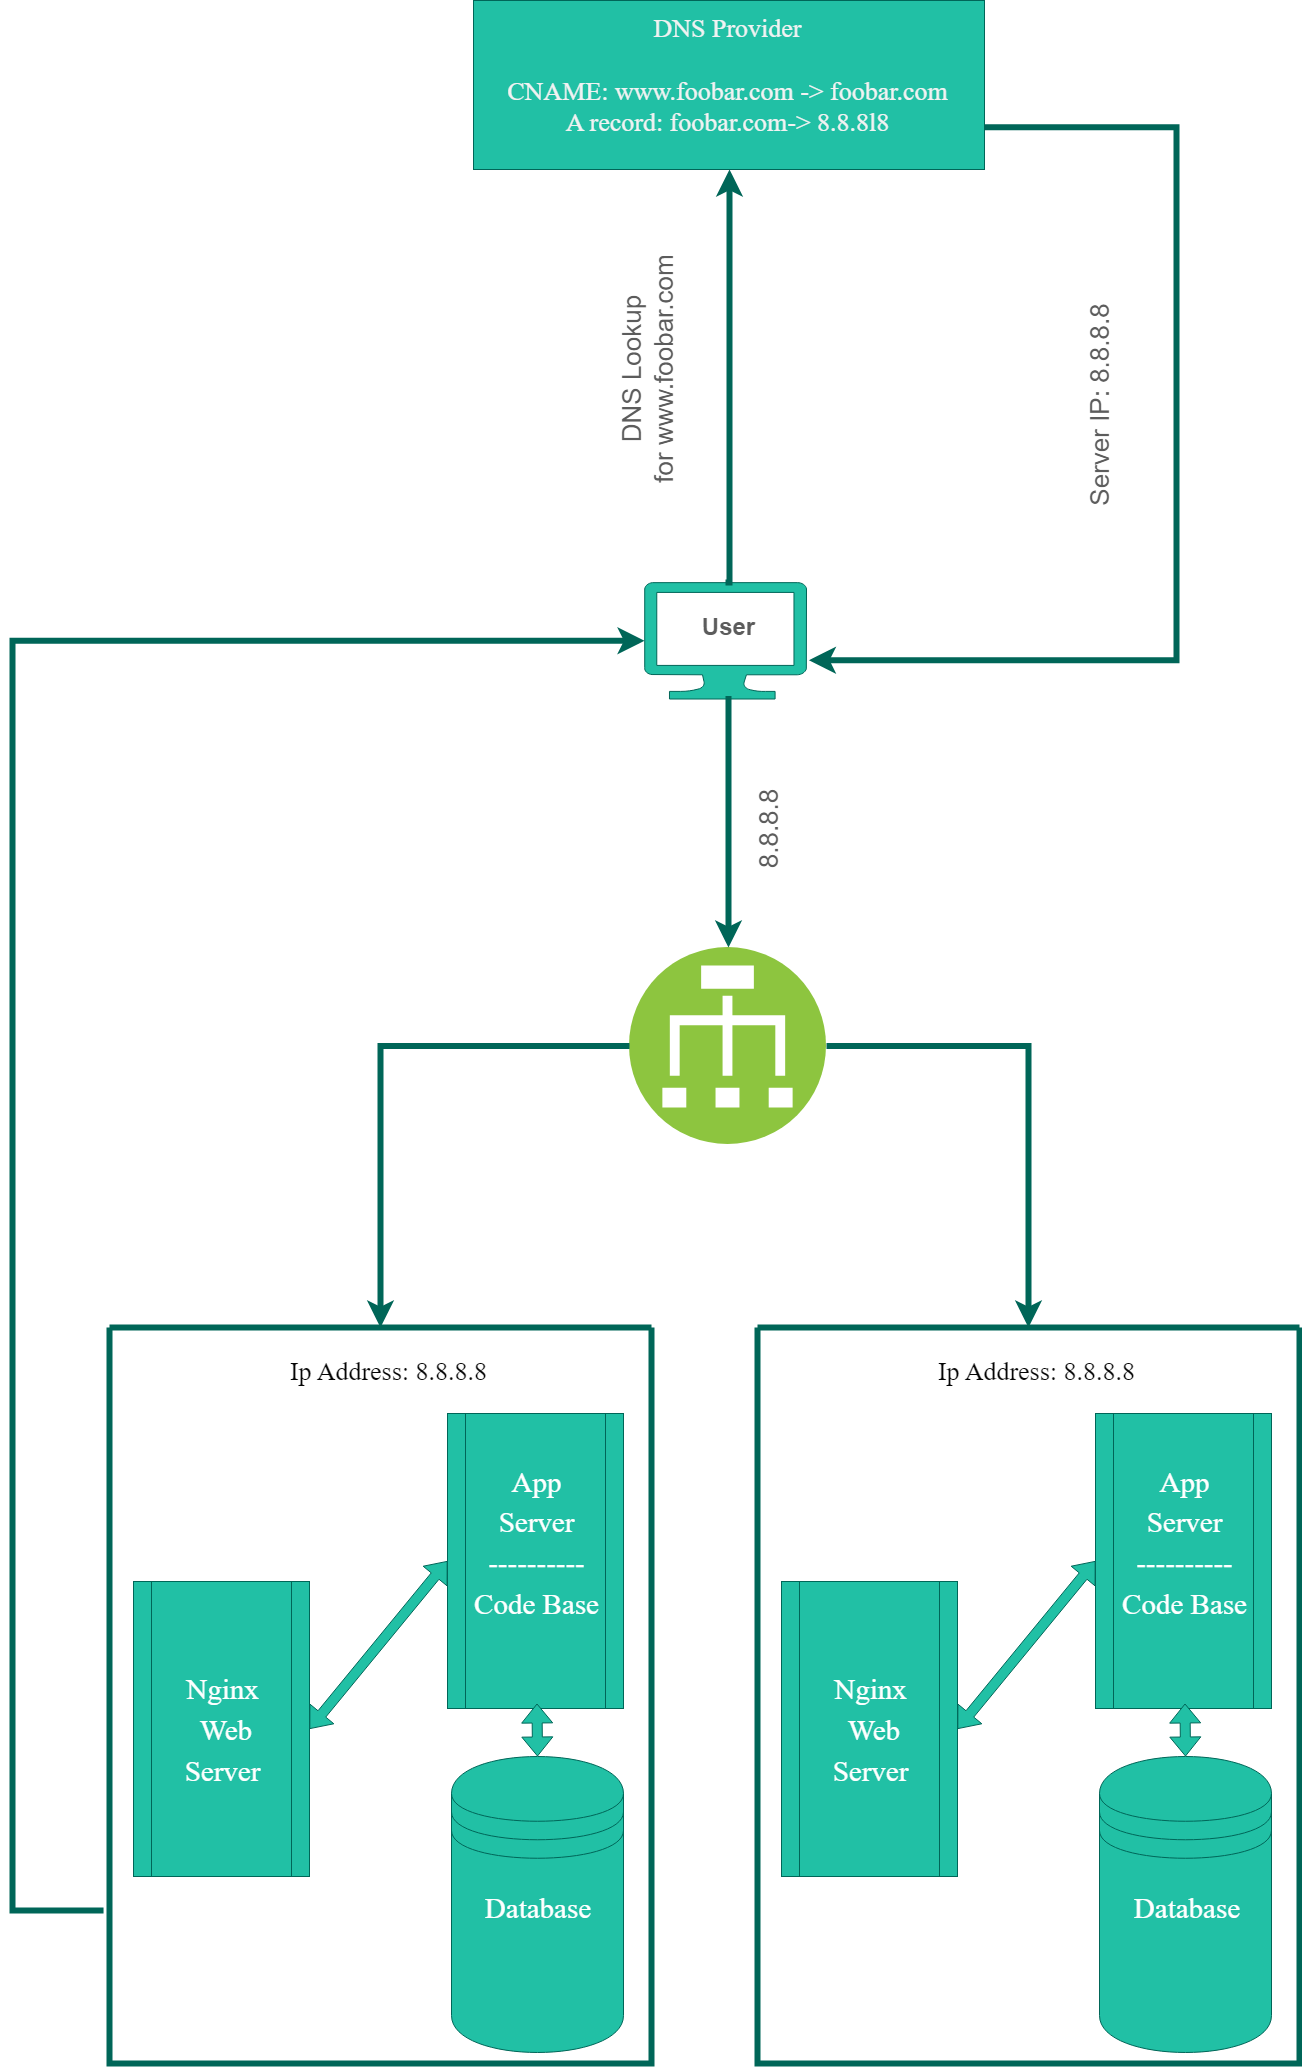 DNS Provider
CNAME: www.foobar.com -> foobar.com
A record: foobar.com-> 8.8.8l8
DNS Lookup
for www.foobar.com
Server IP: 8.8.8.8
User
8.8.8.8
Ip Address: 8.8.8.8
App
Server
----------
Code Base
Nginx
Web
Server
Database
Ip Address: 8.8.8.8
App
Server
----------
Code Base
Nginx
Web
Server
Database